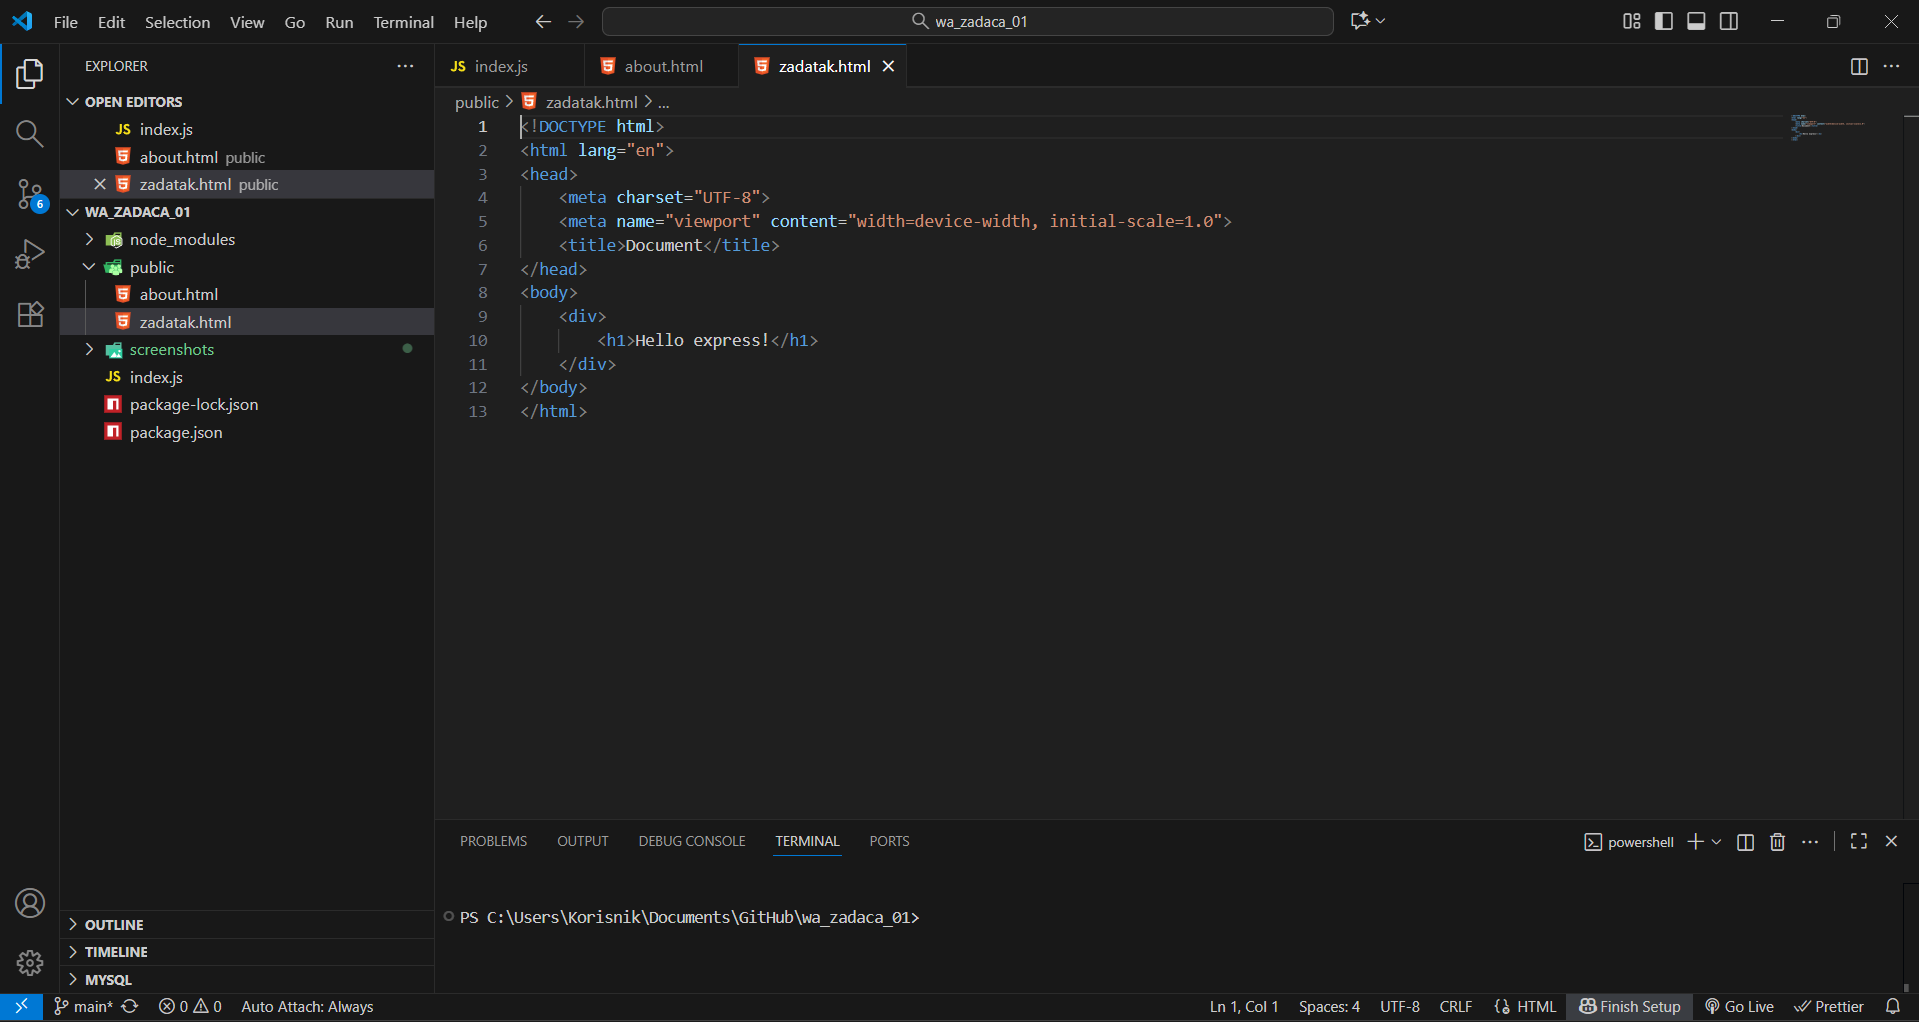 File Edit Selection View Go Run Terminal Help wa_zadaca_01
EXPLORER
OPEN EDITORS
JS index.js
about.html public
zadatak.html public
WA_ZADACA_01
node_modules
public
about.html
zadatak.html
screenshots
JS index.js
package-lock.json
package.json
OUTLINE
TIMELINE
MYSQL
6
JS index.js about.html zadatak.html
public > zadatak.html > ...
1 <!DOCTYPE html>
2 <html lang="en">
3 <head>
4 <meta charset="UTF-8">
5 <meta name="viewport" content="width=device-width, initial-scale=1.0">
6 <title>Document</title>
7 </head>
8 <body>
9 <div>
10 <h1>Hello express!</h1>
11 </div>
12 </body>
13 </html>
PROBLEMS OUTPUT DEBUG CONSOLE TERMINAL PORTS powershell
PS C:\Users\Korisnik\Documents\GitHub\wa_zadaca_01>
main* 0 0 Auto Attach: Always Ln 1, Col 1 Spaces: 4 UTF-8 CRLF HTML Finish Setup Go Live Prettier